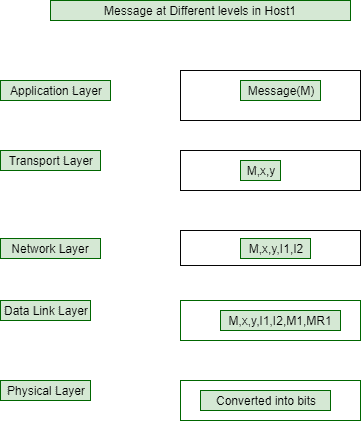 Message at Different levels in Host1
Application Layer
Message(M)
Transport Layer
M,x,y
Network Layer
M,x,y,I1,I2
Data Link Layer
M,x,y,I1,I2,M1,MR1
Physical Layer
Converted into bits